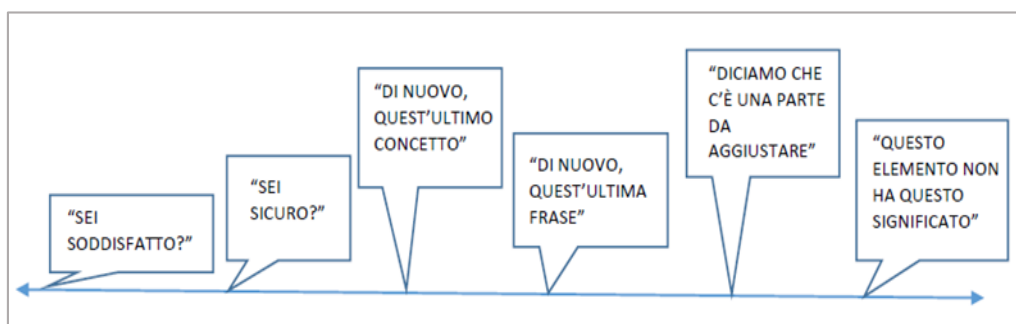 “SEI
SODDISFATTO?”
“SEI
SICURO?”
“DI NUOVO,
QUEST’ULTIMO
CONCETTO”
“DI NUOVO,
QUEST’ULTIMA
FRASE”
“DICIAMO CHE
C’È UNA PARTE
DA
AGGIUSTARE”
“QUESTO
ELEMENTO NON
HA QUESTO
SIGNIFICATO”